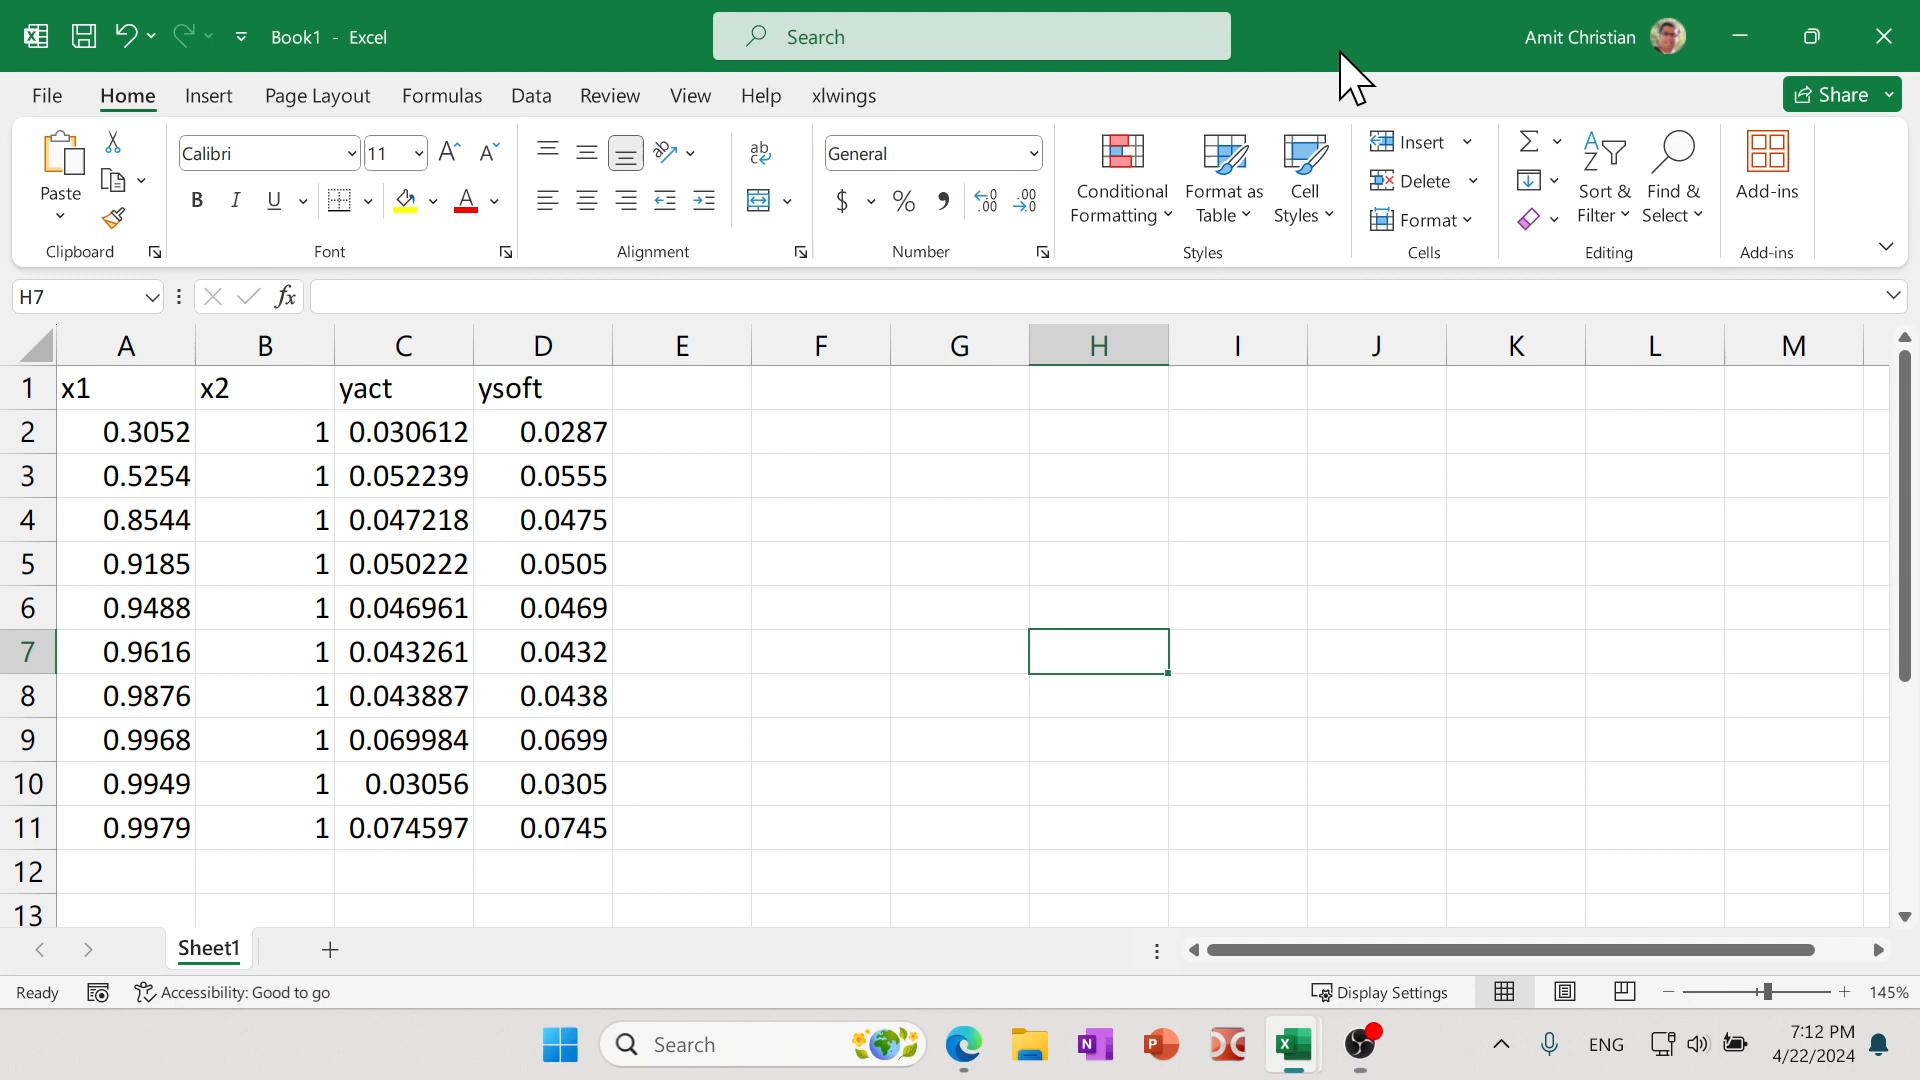 Book1 - Excel
Search
Amit Christian
File Home Insert Page Layout Formulas Data Review View Help xlwings
Share
Paste
Clipboard
Calibri 11
B I U
Font
Alignment
General
$ % 9
Number
Conditional Formatting
Format as Table
Cell Styles
Styles
Insert
Delete
Format
Cells
Sort & Filter
Find & Select
Editing
Add-ins
Add-ins
H7
fx
A B C D E F G H I J K L M
1 x1 x2 yact ysoft
2 0.3052 1 0.030612 0.0287
3 0.5254 1 0.052239 0.0555
4 0.8544 1 0.047218 0.0475
5 0.9185 1 0.050222 0.0505
6 0.9488 1 0.046961 0.0469
7 0.9616 1 0.043261 0.0432
8 0.9876 1 0.043887 0.0438
9 0.9968 1 0.069984 0.0699
10 0.9949 1 0.03056 0.0305
11 0.9979 1 0.074597 0.0745
12
13
Sheet1
Ready Accessibility: Good to go Display Settings 145%
Search
ENG
7:12 PM
4/22/2024